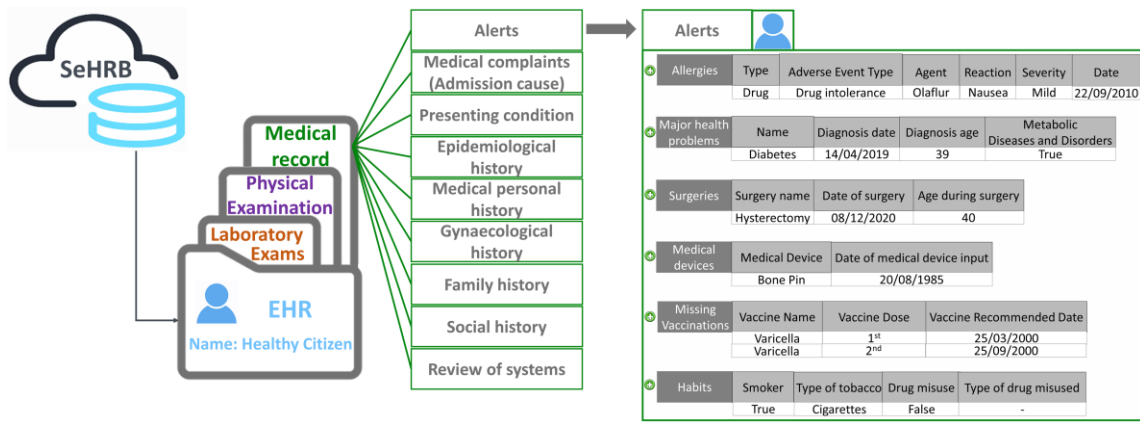 SeHRB
Medical
record
Physical
Examination
Laboratory
Exams
EHR
Name: Healthy Citizen
Alerts
Medical complaints
(Admission cause)
Presenting condition
Epidemiological
history
Medical personal
history
Gynaecological
history
Family history
Social history
Review of systems
Alerts
Allergies Type Adverse Event Type Agent Reaction Severity Date
Drug Drug intolerance Olaflur Nausea Mild 22/09/2010
Major health
problems
Name Diagnosis date Diagnosis age Metabolic
Diseases and Disorders
Diabetes 14/04/2019 39 True
Surgeries Surgery name Date of surgery Age during surgery
Hysterectomy 08/12/2020 40
Medical
devices
Medical Device Date of medical device input
Bone Pin 20/08/1985
Missing
Vaccinations
Vaccine Name Vaccine Dose Vaccine Recommended Date
Varicella 1st 25/03/2000
Varicella 2nd 25/09/2000
Habits Smoker Type of tobacco Drug misuse Type of drug misused
True Cigarettes False -